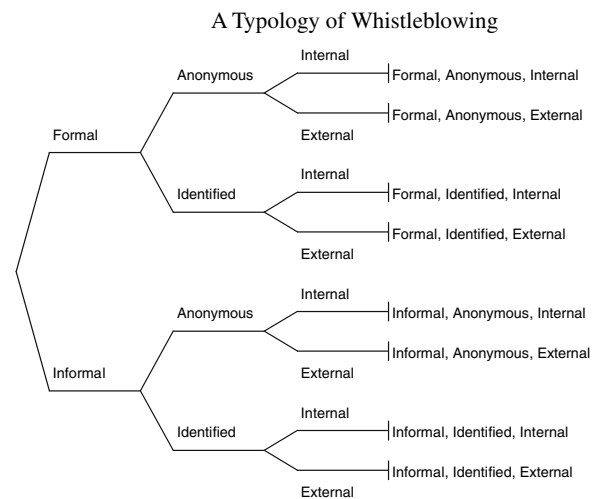 A Typology of Whistleblowing
Internal
Anonymous
Formal, Anonymous, Internal
Formal, Anonymous, External
Formal
External
Internal
Identified
Formal, Identified, Internal
Formal, Identified, External
External
Internal
Anonymous
Informal, Anonymous, Internal
Informal, Anonymous, External
Informal
External
Internal
Identified
Informal, Identified, Internal
Informal, Identified, External
External